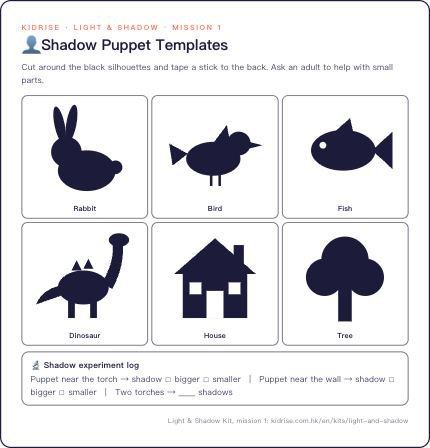 KIDRISE · LIGHT & SHADOW · MISSION 1
Shadow Puppet Templates
Cut around the black silhouettes and tape a stick to the back. Ask an adult to help with small
parts.
Rabbit
Bird
Fish
Dinosaur
House
Tree
Shadow experiment log
Puppet near the torch → shadow □ bigger □ smaller | Puppet near the wall → shadow □
bigger □ smaller | Two torches → ____ shadows
Light & Shadow Kit, mission 1: kidrise.com.hk/en/kits/light-and-shadow